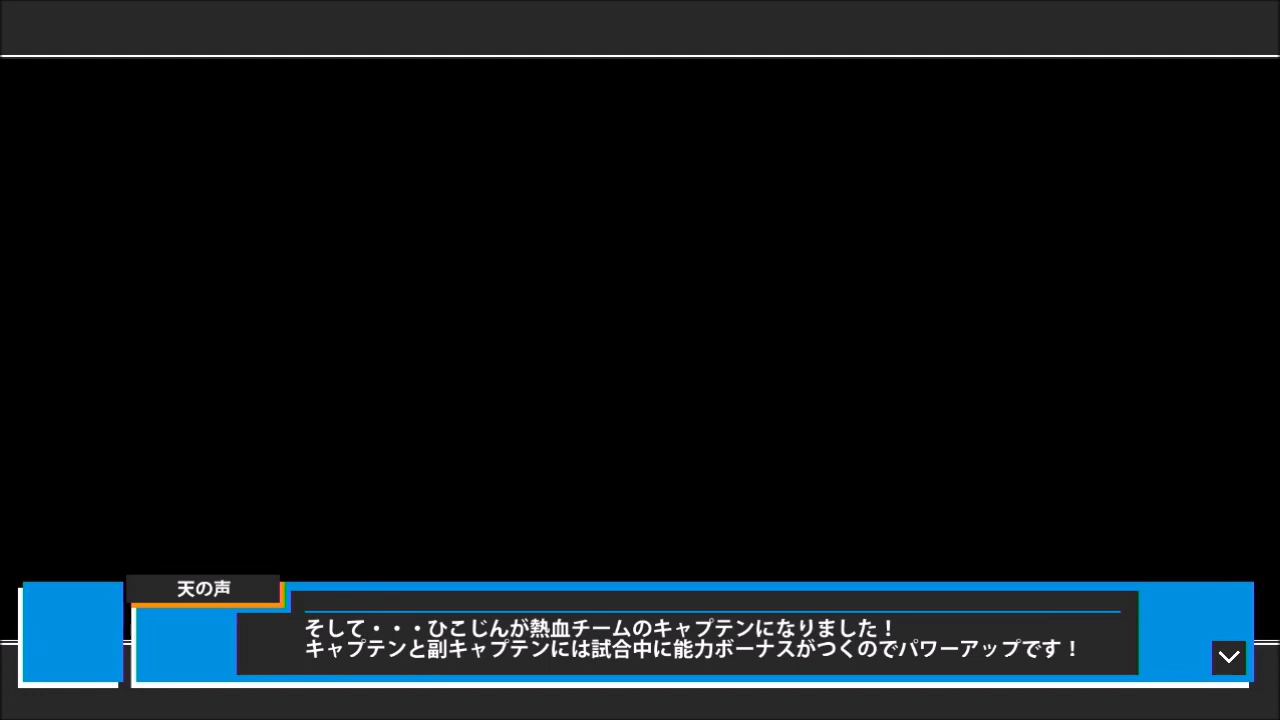 天の声
そして・・・ひこじんが熱血チームのキャプテンになりました！
キャプテンと副キャプテンには試合中に能力ボーナスがつくのでパワーアップです！